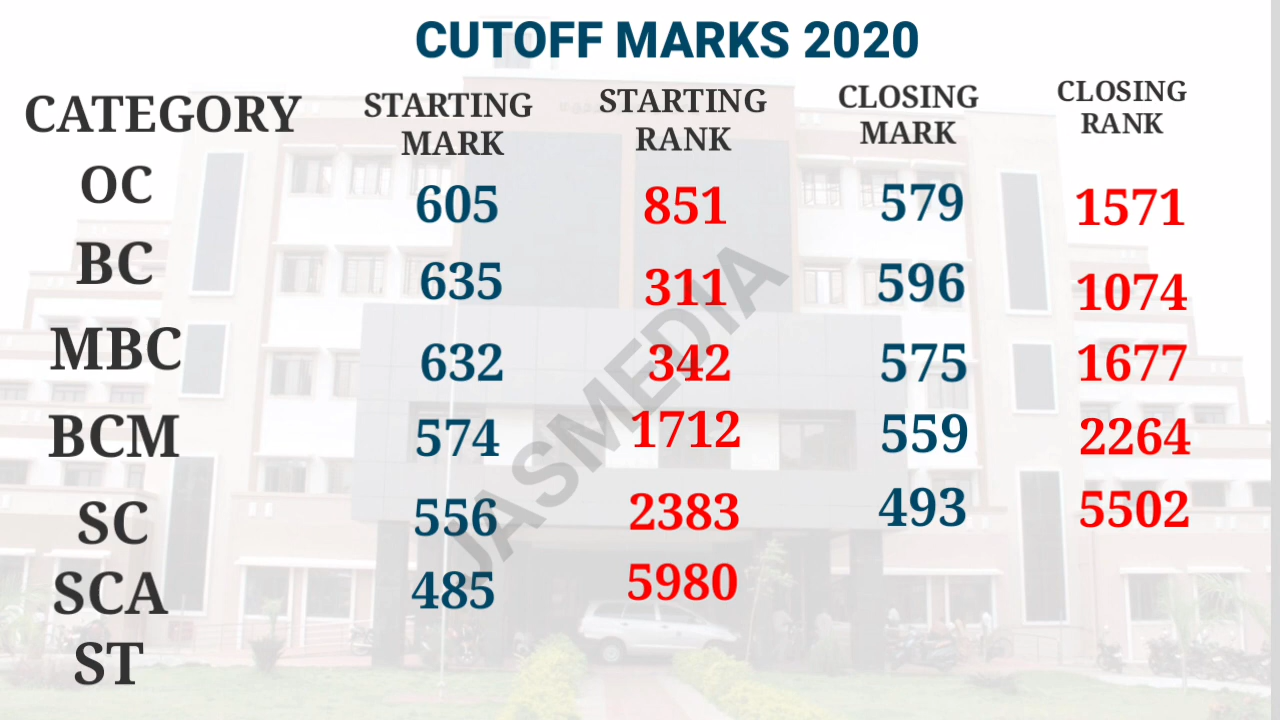 CUTOFF MARKS 2020
CATEGORY STARTING MARK STARTING RANK CLOSING MARK CLOSING RANK
OC 605 851 579 1571
BC 635 311 596 1074
MBC 632 342 575 1677
BCM 574 1712 559 2264
SC 556 2383 493 5502
SCA 485 5980
ST
JASMEDIA